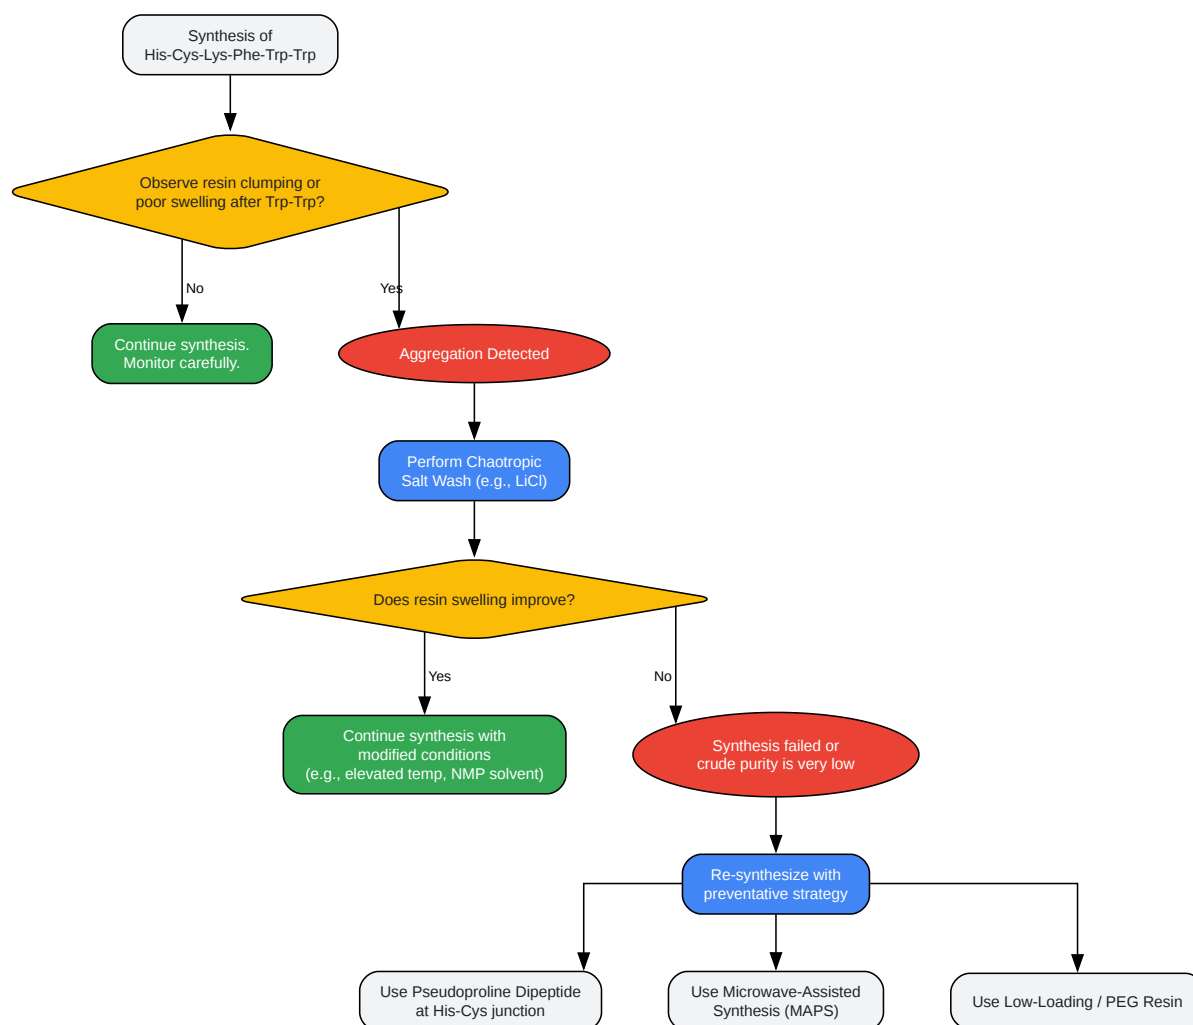 Synthesis of
His-Cys-Lys-Phe-Trp-Trp
Observe resin clumping or
poor swelling after Trp-Trp?
No
Yes
Continue synthesis.
Monitor carefully.
Aggregation Detected
Perform Chaotropic
Salt Wash (e.g., LiCl)
Does resin swelling improve?
Yes
No
Continue synthesis with
modified conditions
(e.g., elevated temp, NMP solvent)
Synthesis failed or
crude purity is very low
Re-synthesize with
preventative strategy
Use Pseudoproline Dipeptide
at His-Cys junction
Use Microwave-Assisted
Synthesis (MAPS)
Use Low-Loading / PEG Resin